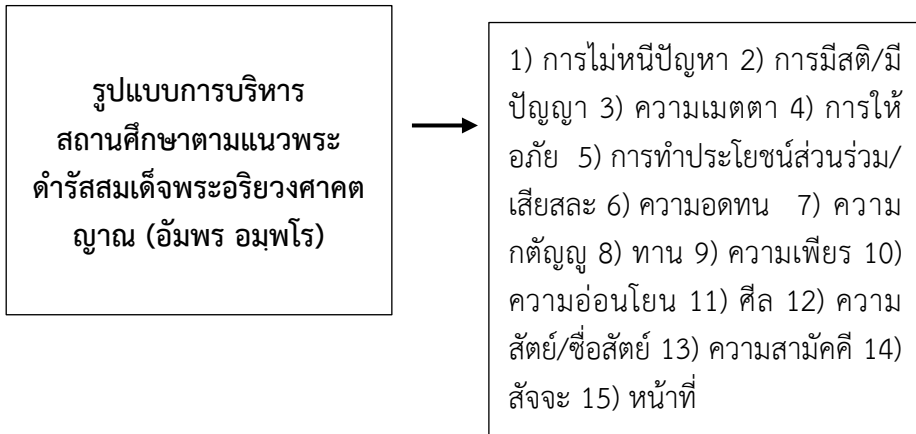 รูปแบบการบริหาร
สถานศึกษาตามแนวพระ
ดำรัสสมเด็จพระอริยวงศาคต
ญาณ (อัมพร อมฺพโร)
1) การไม่หนีปัญหา 2) การมีสติ/มี
ปัญญา 3) ความเมตตา 4) การให้
อภัย 5) การทำประโยชน์ส่วนร่วม/
เสียสละ 6) ความอดทน 7) ความ
กตัญญู 8) ทาน 9) ความเพียร 10)
ความอ่อนโยน 11) ศีล 12) ความ
สัตย์/ซื่อสัตย์ 13) ความสามัคคี 14)
สัจจะ 15) หน้าที่